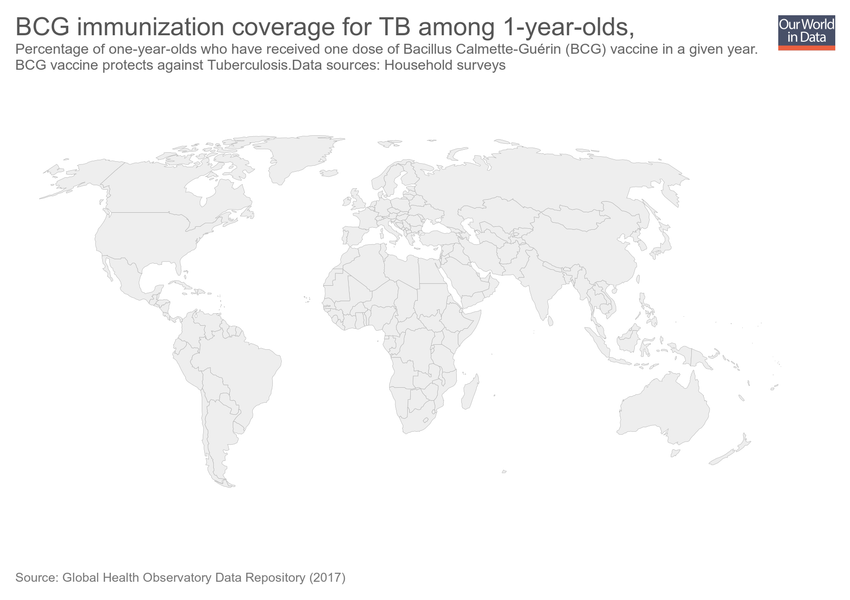 BCG immunization coverage for TB among 1-year-olds,
Percentage of one-year-olds who have received one dose of Bacillus Calmette-Guérin (BCG) vaccine in a given year.
BCG vaccine protects against Tuberculosis.Data sources: Household surveys
Our World
in Data
Source: Global Health Observatory Data Repository (2017)